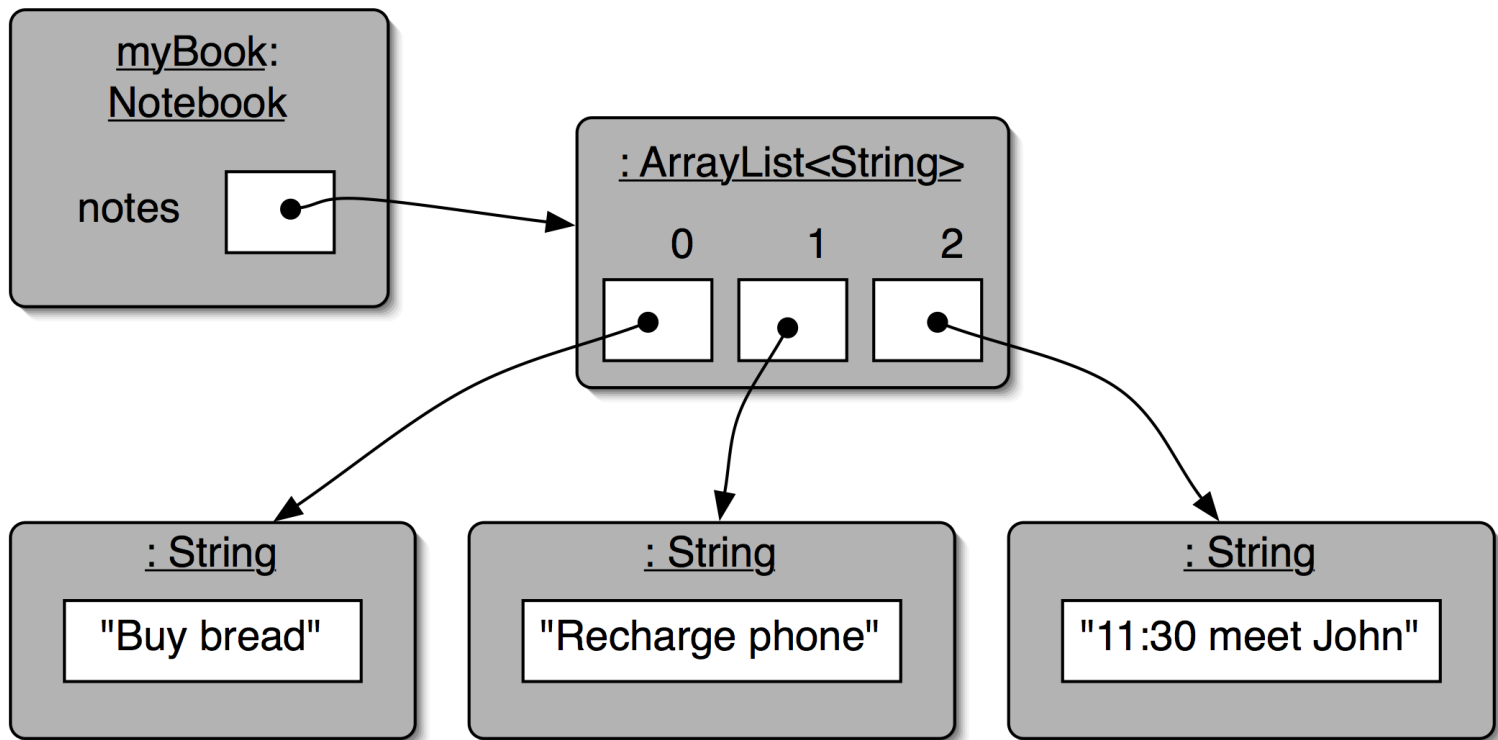 myBook:
Notebook
notes
: ArrayList<String>
0 1 2
: String
"Buy bread"
: String
"Recharge phone"
: String
"11:30 meet John"